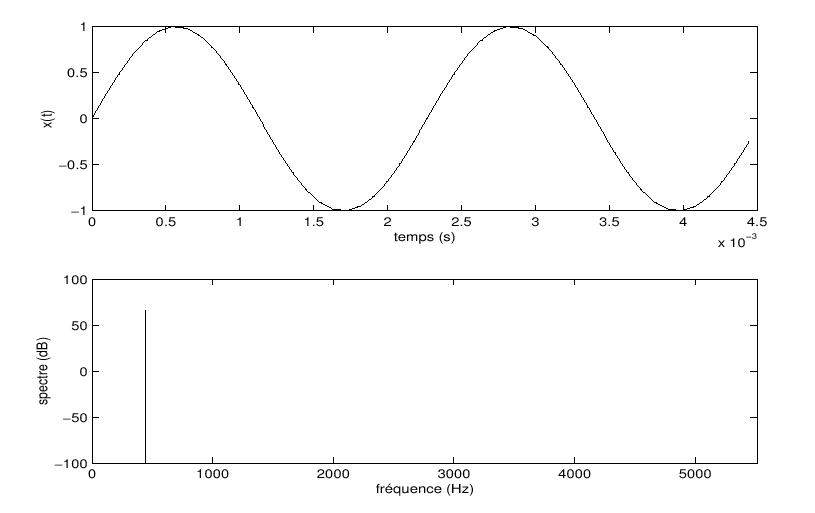 1
0.5
0
−0.5
−1
x(t)
0 0.5 1 1.5 2 2.5 3 3.5 4 4.5
temps (s)
x 10⁻³
100
50
0
−50
−100
spectre (dB)
0 1000 2000 3000 4000 5000
fréquence (Hz)